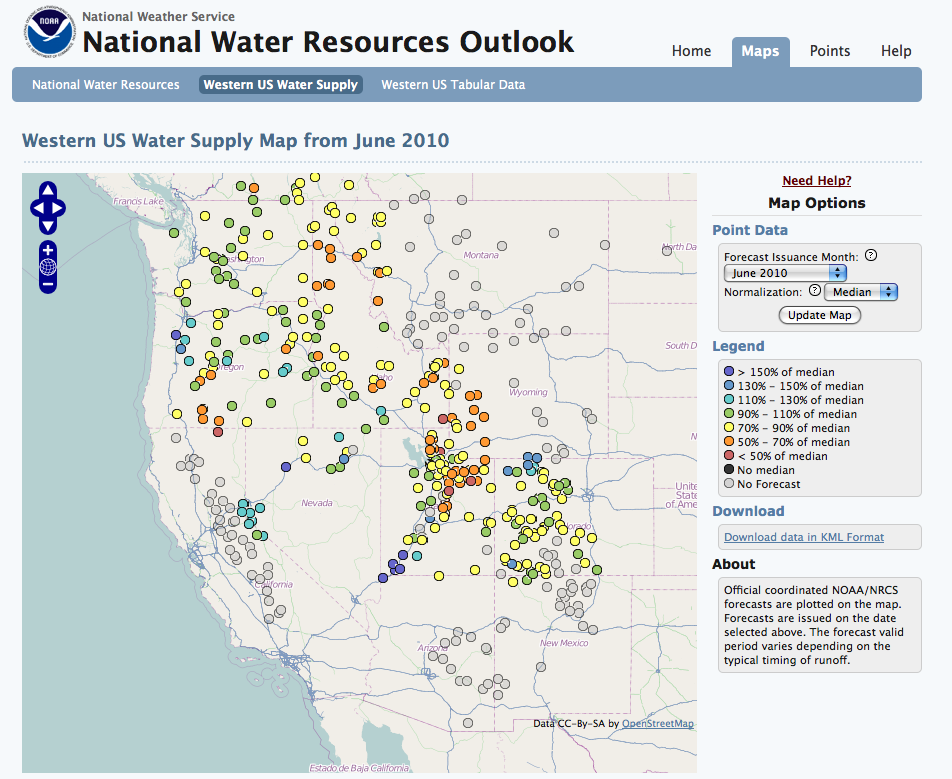 NOAA
National Weather Service
National Water Resources Outlook
Home
Maps
Points
Help
National Water Resources
Western US Water Supply
Western US Tabular Data
Western US Water Supply Map from June 2010
Francis Lake
Washington
Montana
North Da
Oregon
Idaho
South D
Wyoming
N
Nevada
United
State
of Ame
Colorado
California
Arizona
New Mexico
Data CC-By-SA by OpenStreetMap
Estado de Baja California
Need Help?
Map Options
Point Data
Forecast Issuance Month: ?
June 2010
Normalization: ? Median
Update Map
Legend
> 150% of median
130% - 150% of median
110% - 130% of median
90% - 110% of median
70% - 90% of median
50% - 70% of median
< 50% of median
No median
No Forecast
Download
Download data in KML Format
About
Official coordinated NOAA/NRCS
forecasts are plotted on the map.
Forecasts are issued on the date
selected above. The forecast valid
period varies depending on the
typical timing of runoff.